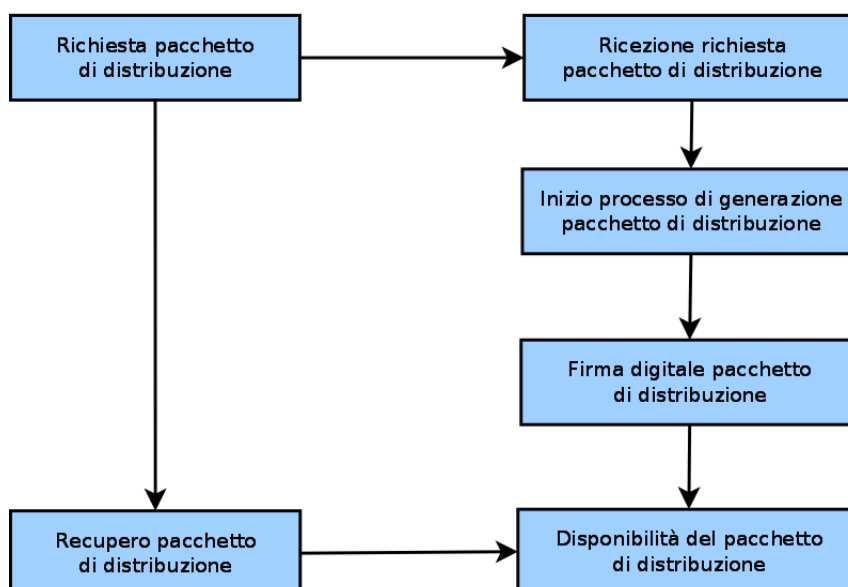 Richiesta pacchetto
di distribuzione
Ricezione richiesta
pacchetto di distribuzione
Inizio processo di generazione
pacchetto di distribuzione
Firma digitale pacchetto
di distribuzione
Recupero pacchetto
di distribuzione
Disponibilità del pacchetto
di distribuzione